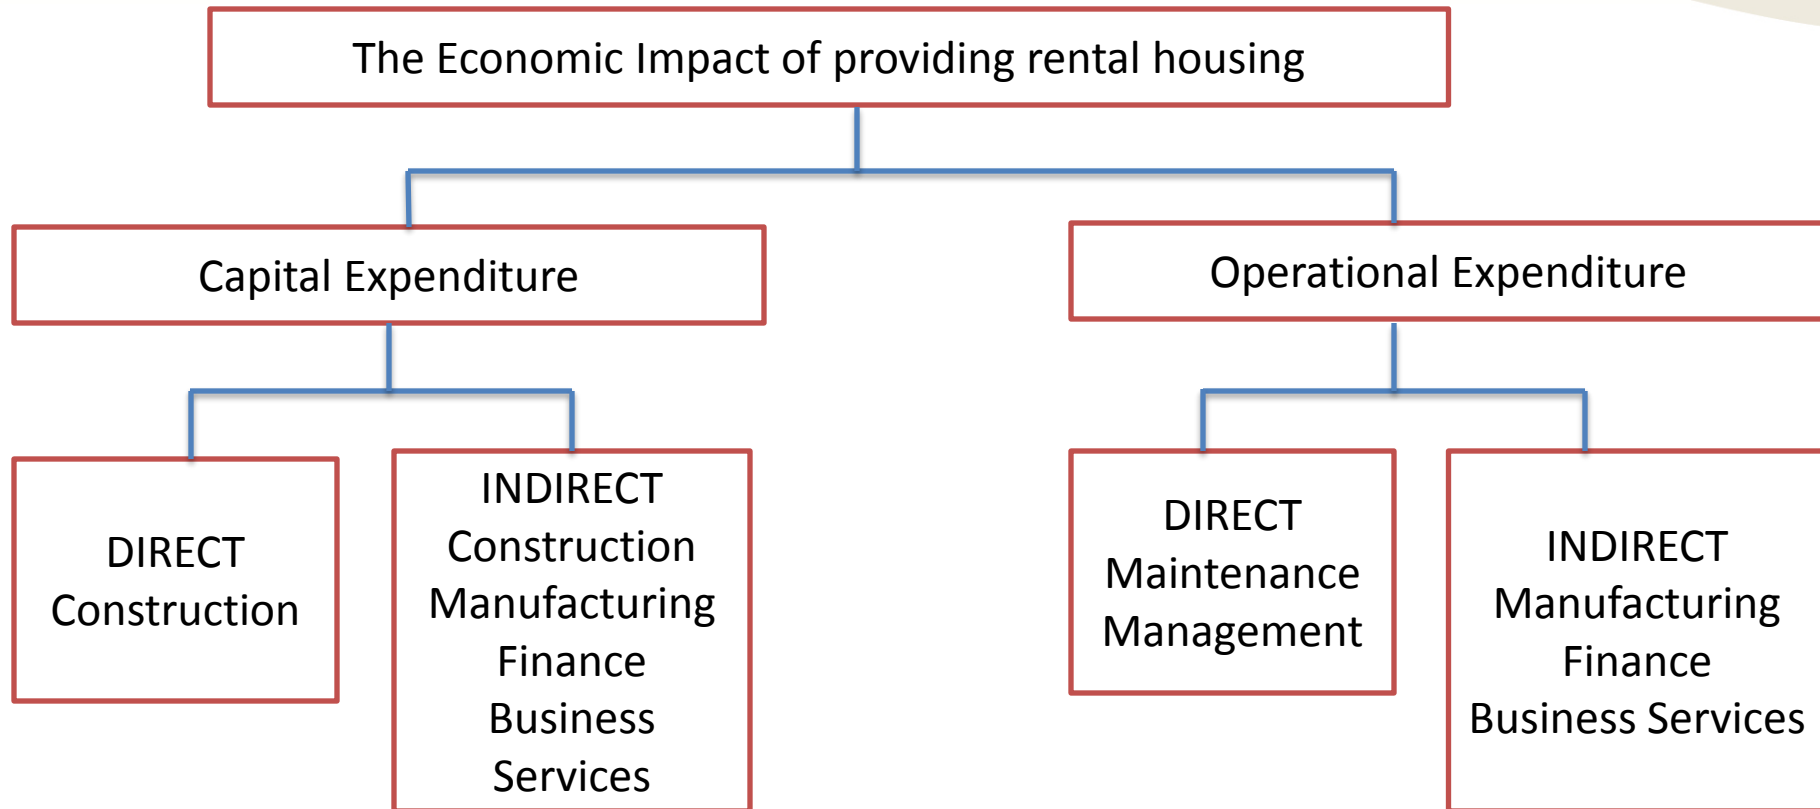 The Economic Impact of providing rental housing
Capital Expenditure
Operational Expenditure
DIRECT
Construction
INDIRECT
Construction
Manufacturing
Finance
Business
Services
DIRECT
Maintenance
Management
INDIRECT
Manufacturing
Finance
Business Services